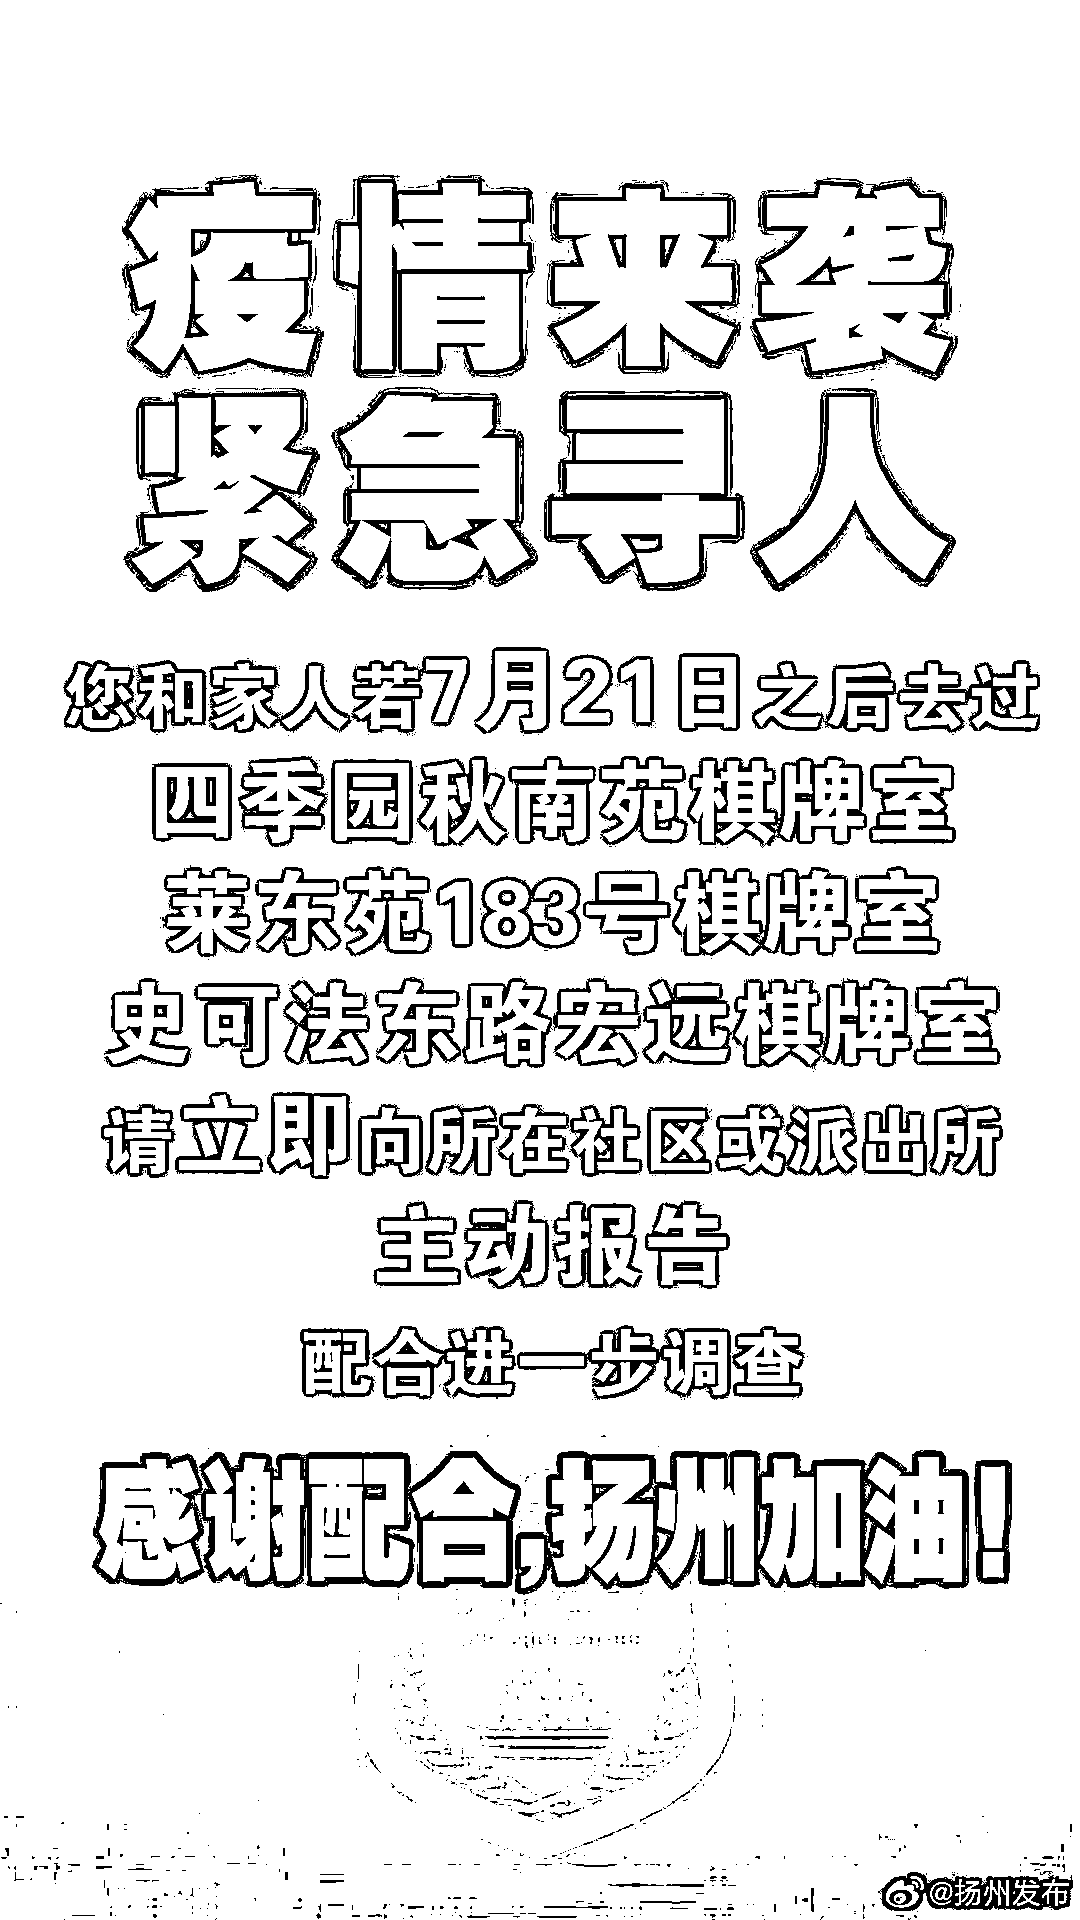 疫情来袭
紧急寻人
您和家人若7月21日之后去过
四季园秋南苑棋牌室
莱东苑183号棋牌室
史可法东路宏远棋牌室
请立即向所在社区或派出所
主动报告
配合进一步调查
感谢配合,扬州加油!
@扬州发布